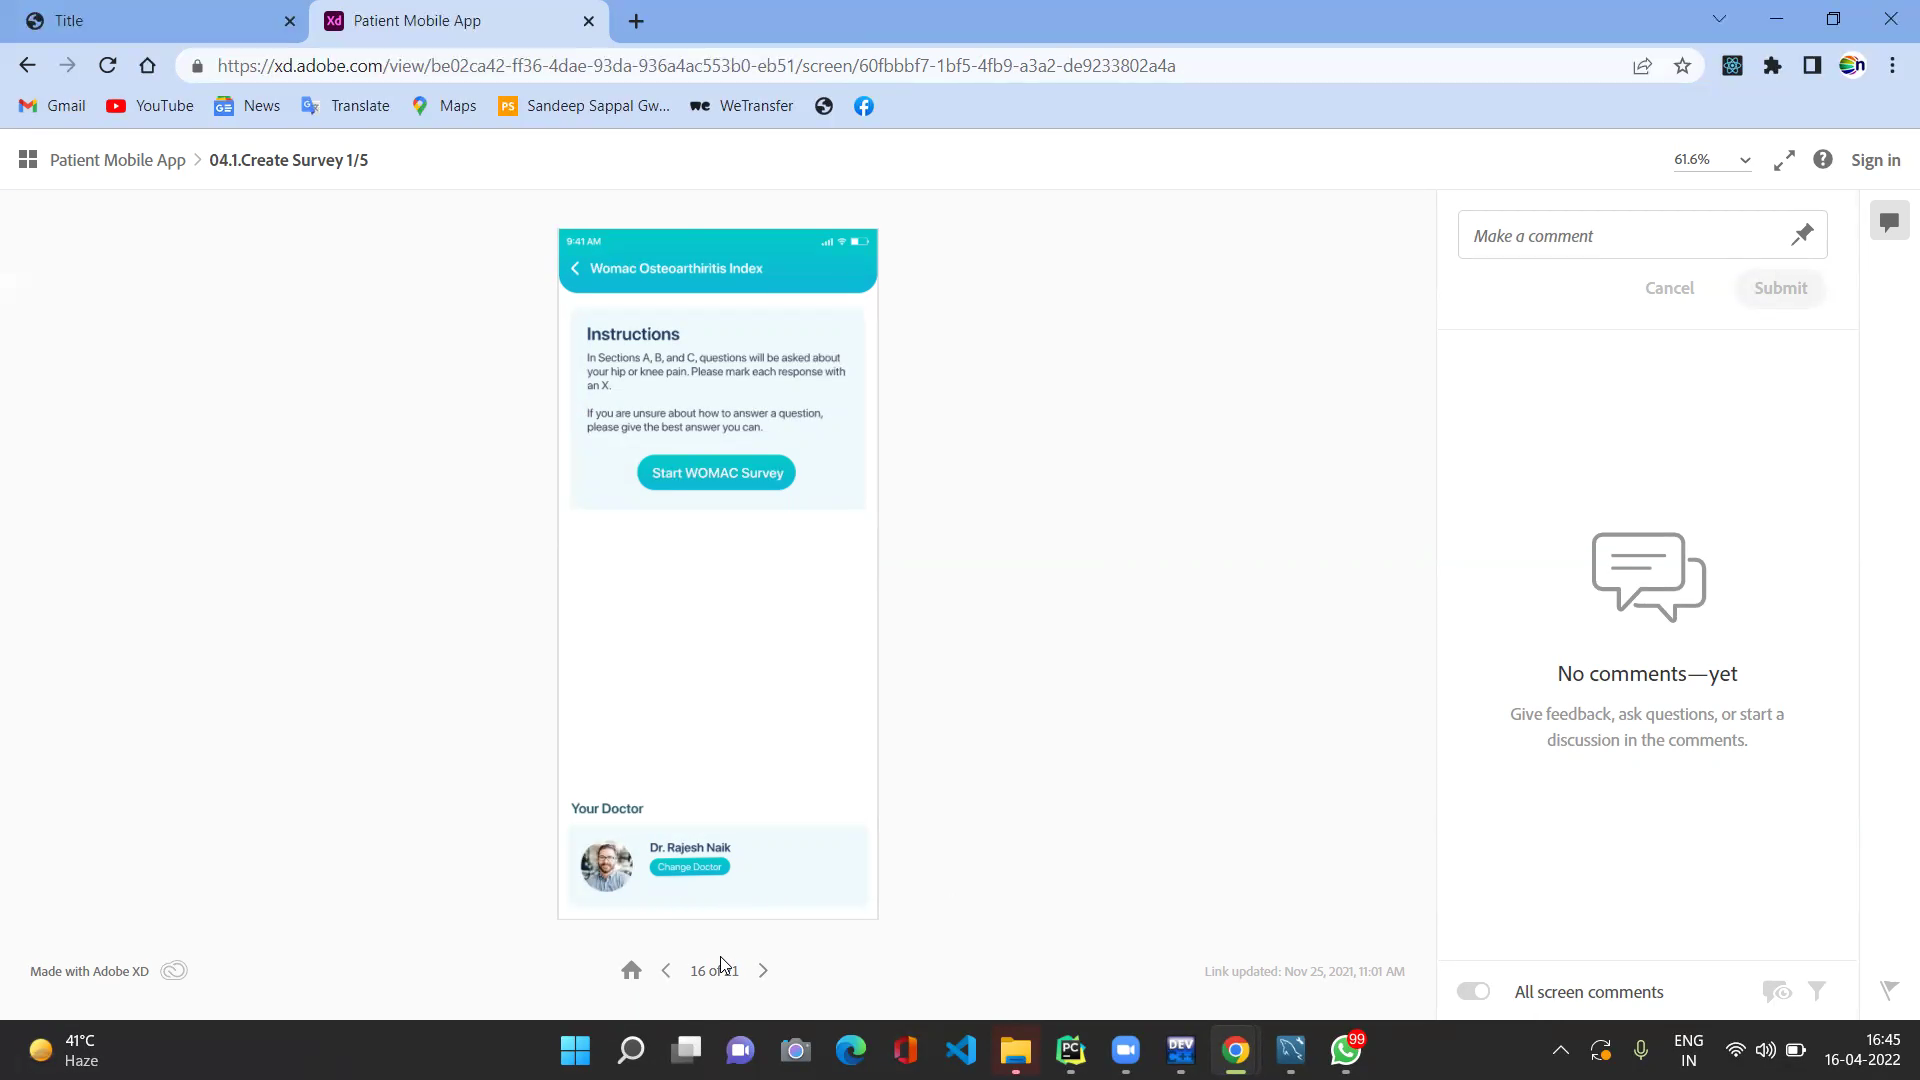 Title
Xd Patient Mobile App
https://xd.adobe.com/view/be02ca42-ff36-4dae-93da-936a4ac553b0-eb51/screen/60fbbbf7-1bf5-4fb9-a3a2-de9233802a4a
Gmail YouTube News Translate Maps PS Sandeep Sappal Gw... we WeTransfer
Patient Mobile App > 04.1.Create Survey 1/5
61.6%
Sign in
9:41 AM
Womac Osteoarthiritis Index
Instructions
In Sections A, B, and C, questions will be asked about
your hip or knee pain. Please mark each response with
an X.
If you are unsure about how to answer a question,
please give the best answer you can.
Start WOMAC Survey
Your Doctor
Dr. Rajesh Naik
Change Doctor
Make a comment
Cancel
Submit
No comments—yet
Give feedback, ask questions, or start a
discussion in the comments.
Made with Adobe XD
16 of 21
Link updated: Nov 25, 2021, 11:01 AM
All screen comments
41°C
Haze
PC
DEV
99
ENG
IN
16:45
16-04-2022